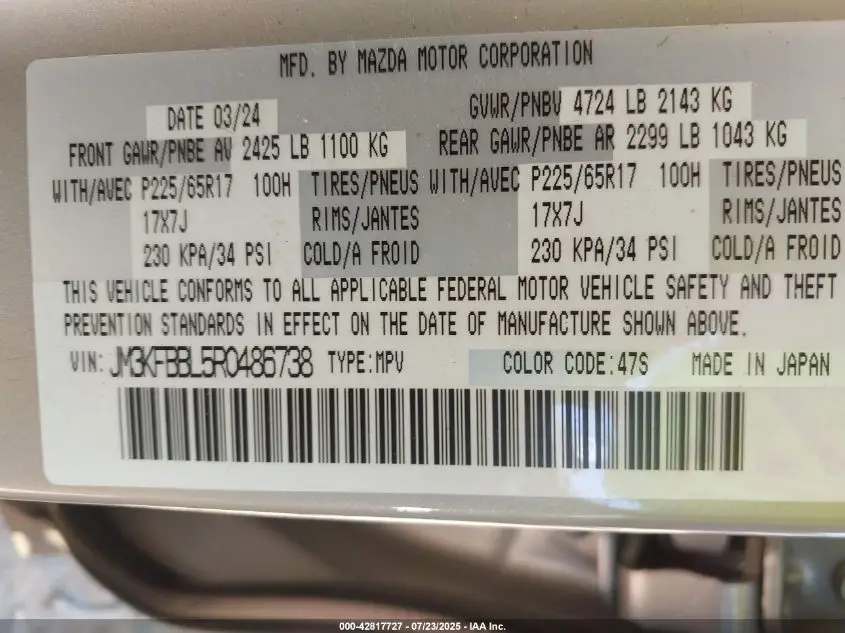 MFD. BY MAZDA MOTOR CORPORATION
DATE 03/24 GVWR/PNBV 4724 LB 2143 KG
FRONT GAWR/PNBE AV 2425 LB 1100 KG REAR GAWR/PNBE AR 2299 LB 1043 KG
WITH/AVEC P225/65R17 100H TIRES/PNEUS WITH/AVEC P225/65R17 100H TIRES/PNEUS
17X7J RIMS/JANTES 17X7J RIMS/JANTES
230 KPA/34 PSI COLD/A FROID 230 KPA/34 PSI COLD/A FROID
THIS VEHICLE CONFORMS TO ALL APPLICABLE FEDERAL MOTOR VEHICLE SAFETY AND THEFT
PREVENTION STANDARDS IN EFFECT ON THE DATE OF MANUFACTURE SHOWN ABOVE.
VIN: JM3KFBBL5R0486738 TYPE:MPV COLOR CODE:47S MADE IN JAPAN
000-42817727 - 07/23/2025 - IAA Inc.